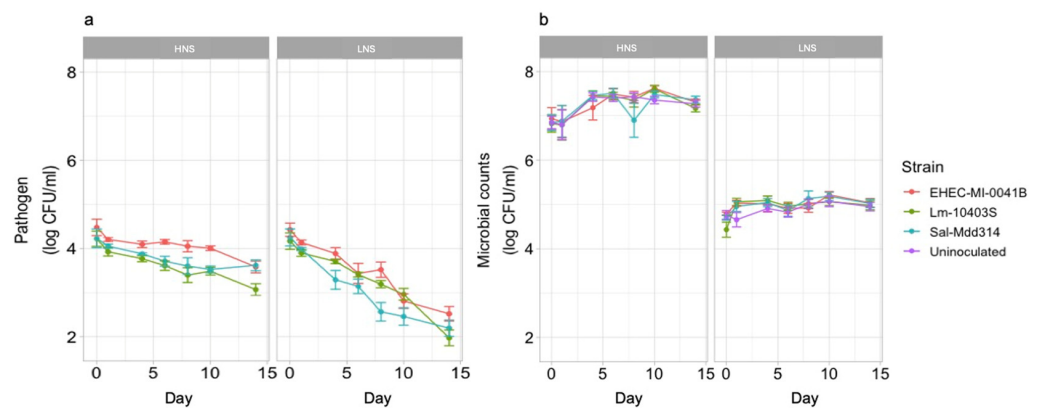 a
b
HNS
LNS
HNS
LNS
8
6
4
2
Pathogen
(log CFU/ml)
0
5
10
15
0
5
10
15
Day
Day
8
6
4
2
Microbial counts
(log CFU/ml)
0
5
10
15
0
5
10
15
Day
Day
Strain
EHEC-MI-0041B
Lm-10403S
Sal-Mdd314
Uninoculated